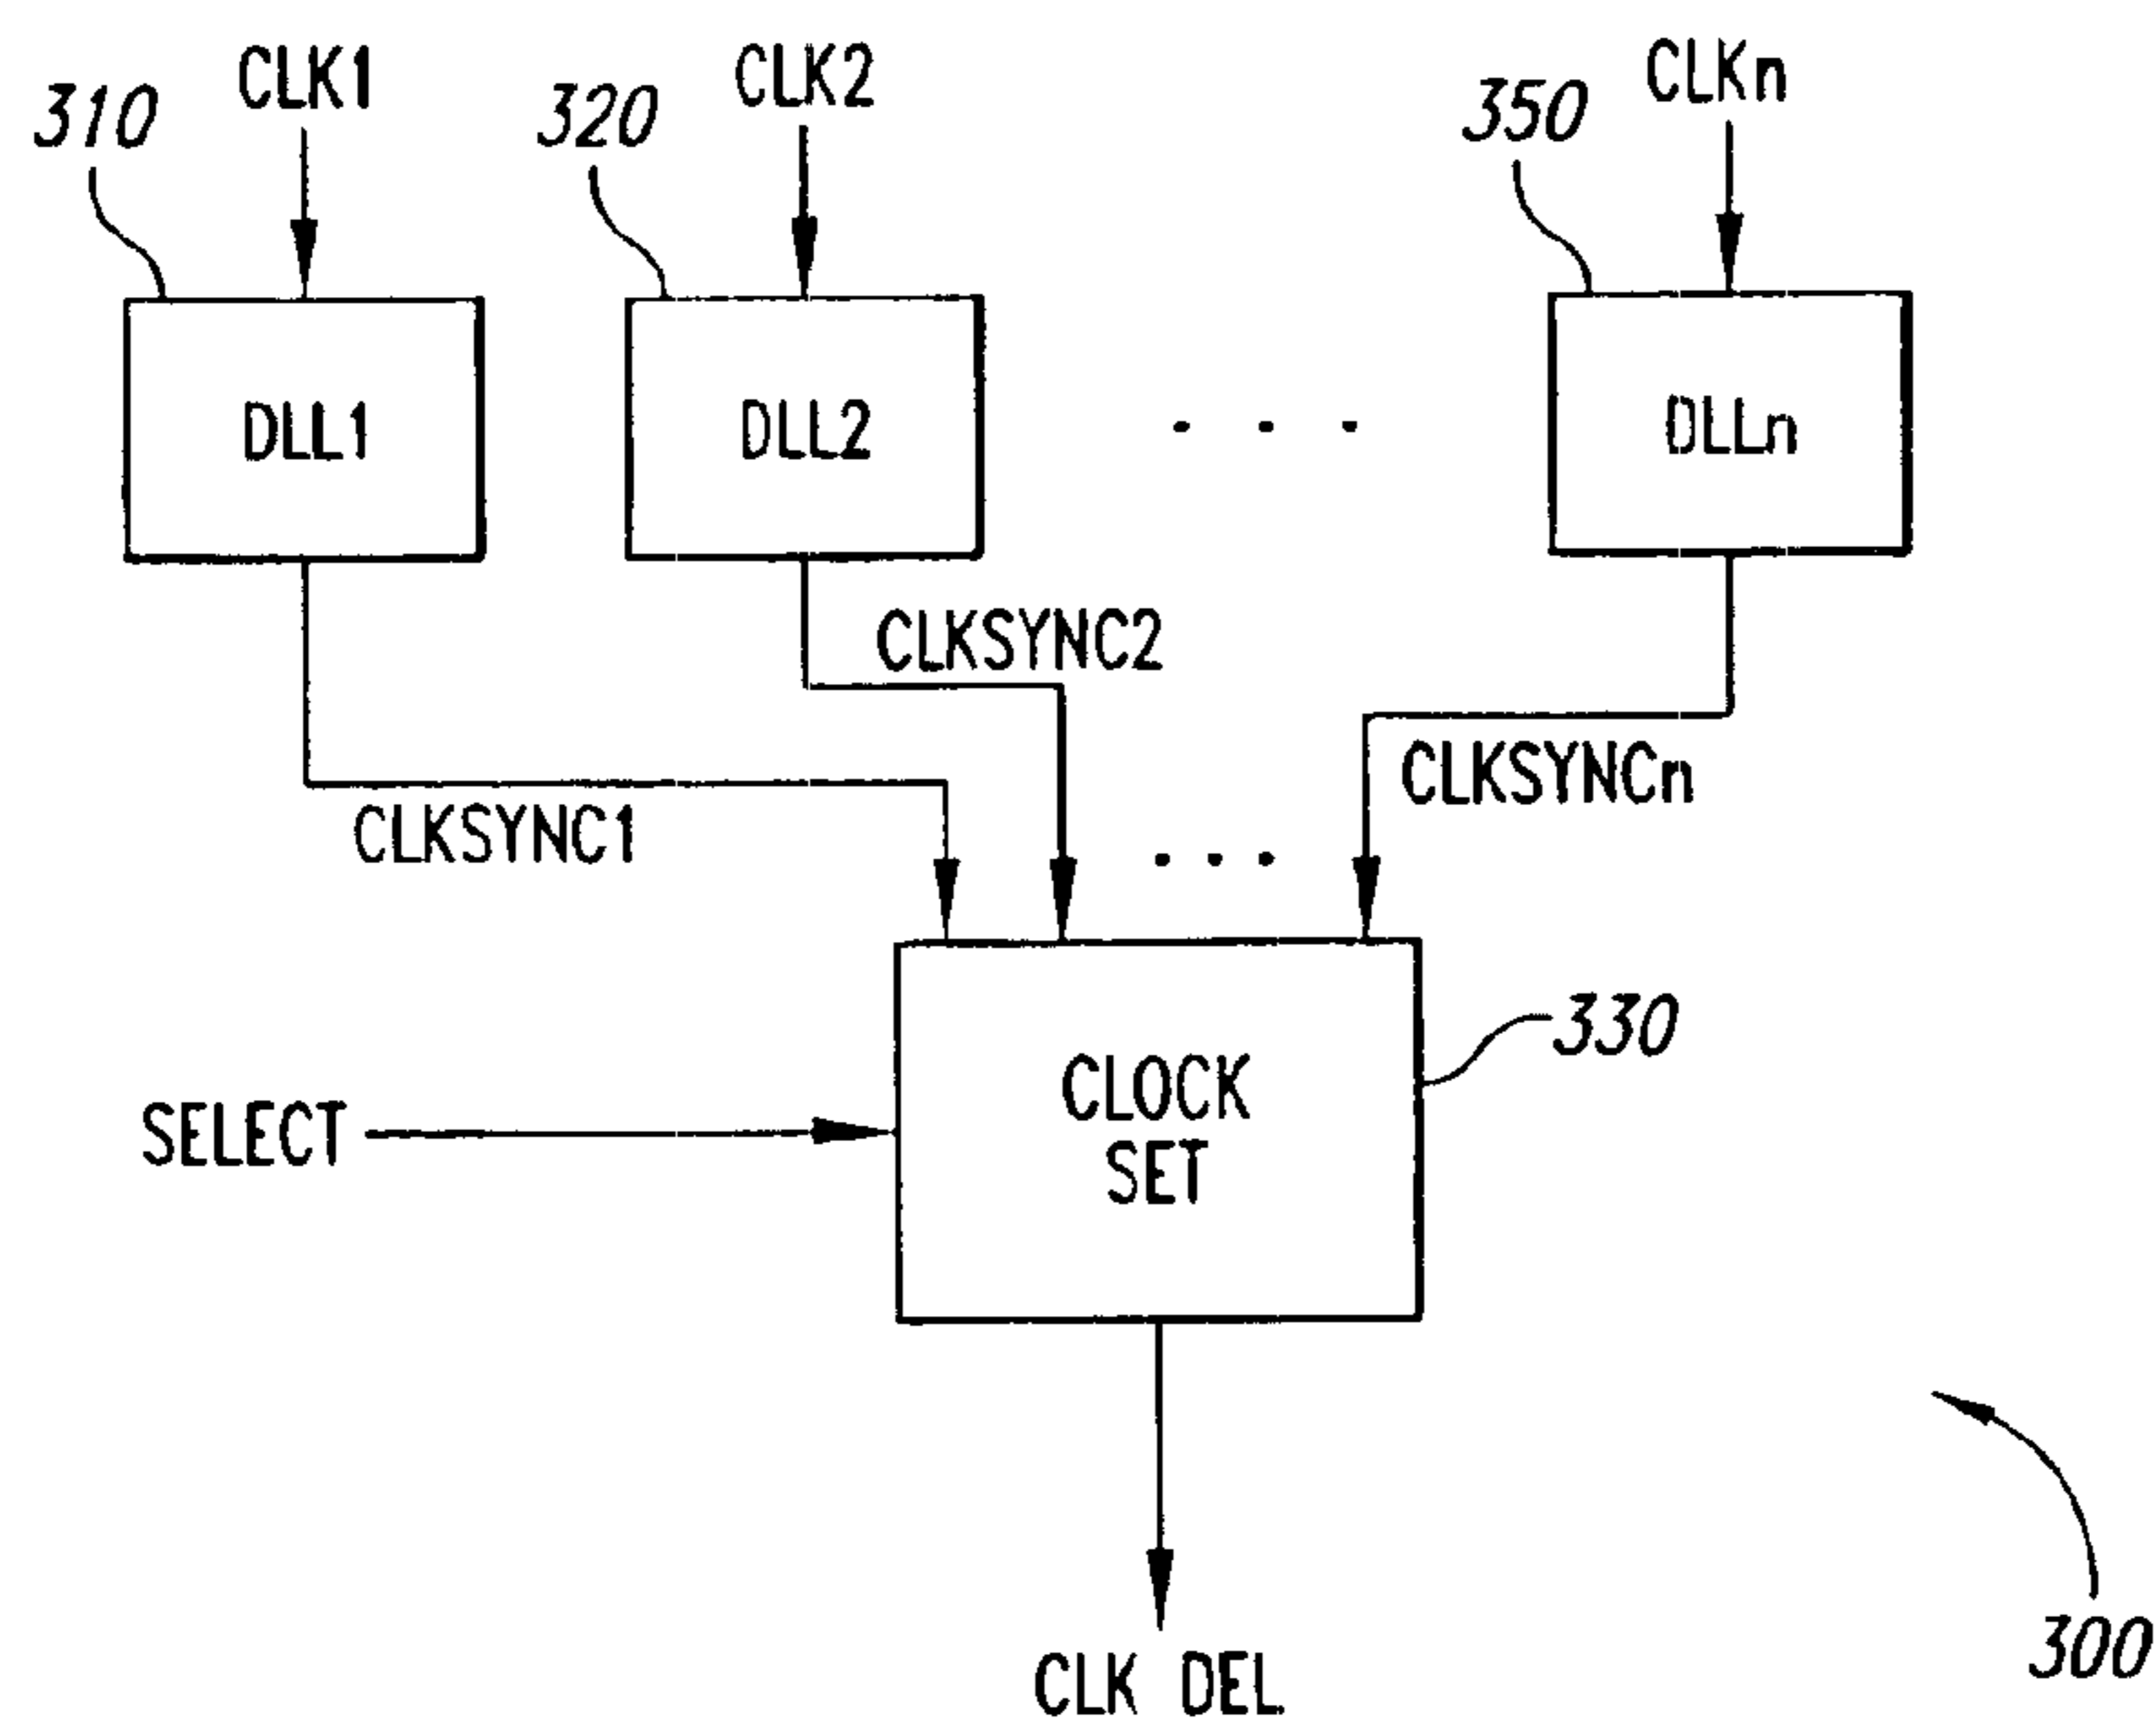 CLK1
CLK2
CLKn
310
320
350
DLL1
DLL2
DLLn
CLKSYNC2
CLKSYNCn
CLKSYNC1
330
CLOCK
SET
SELECT
CLK DEL
300